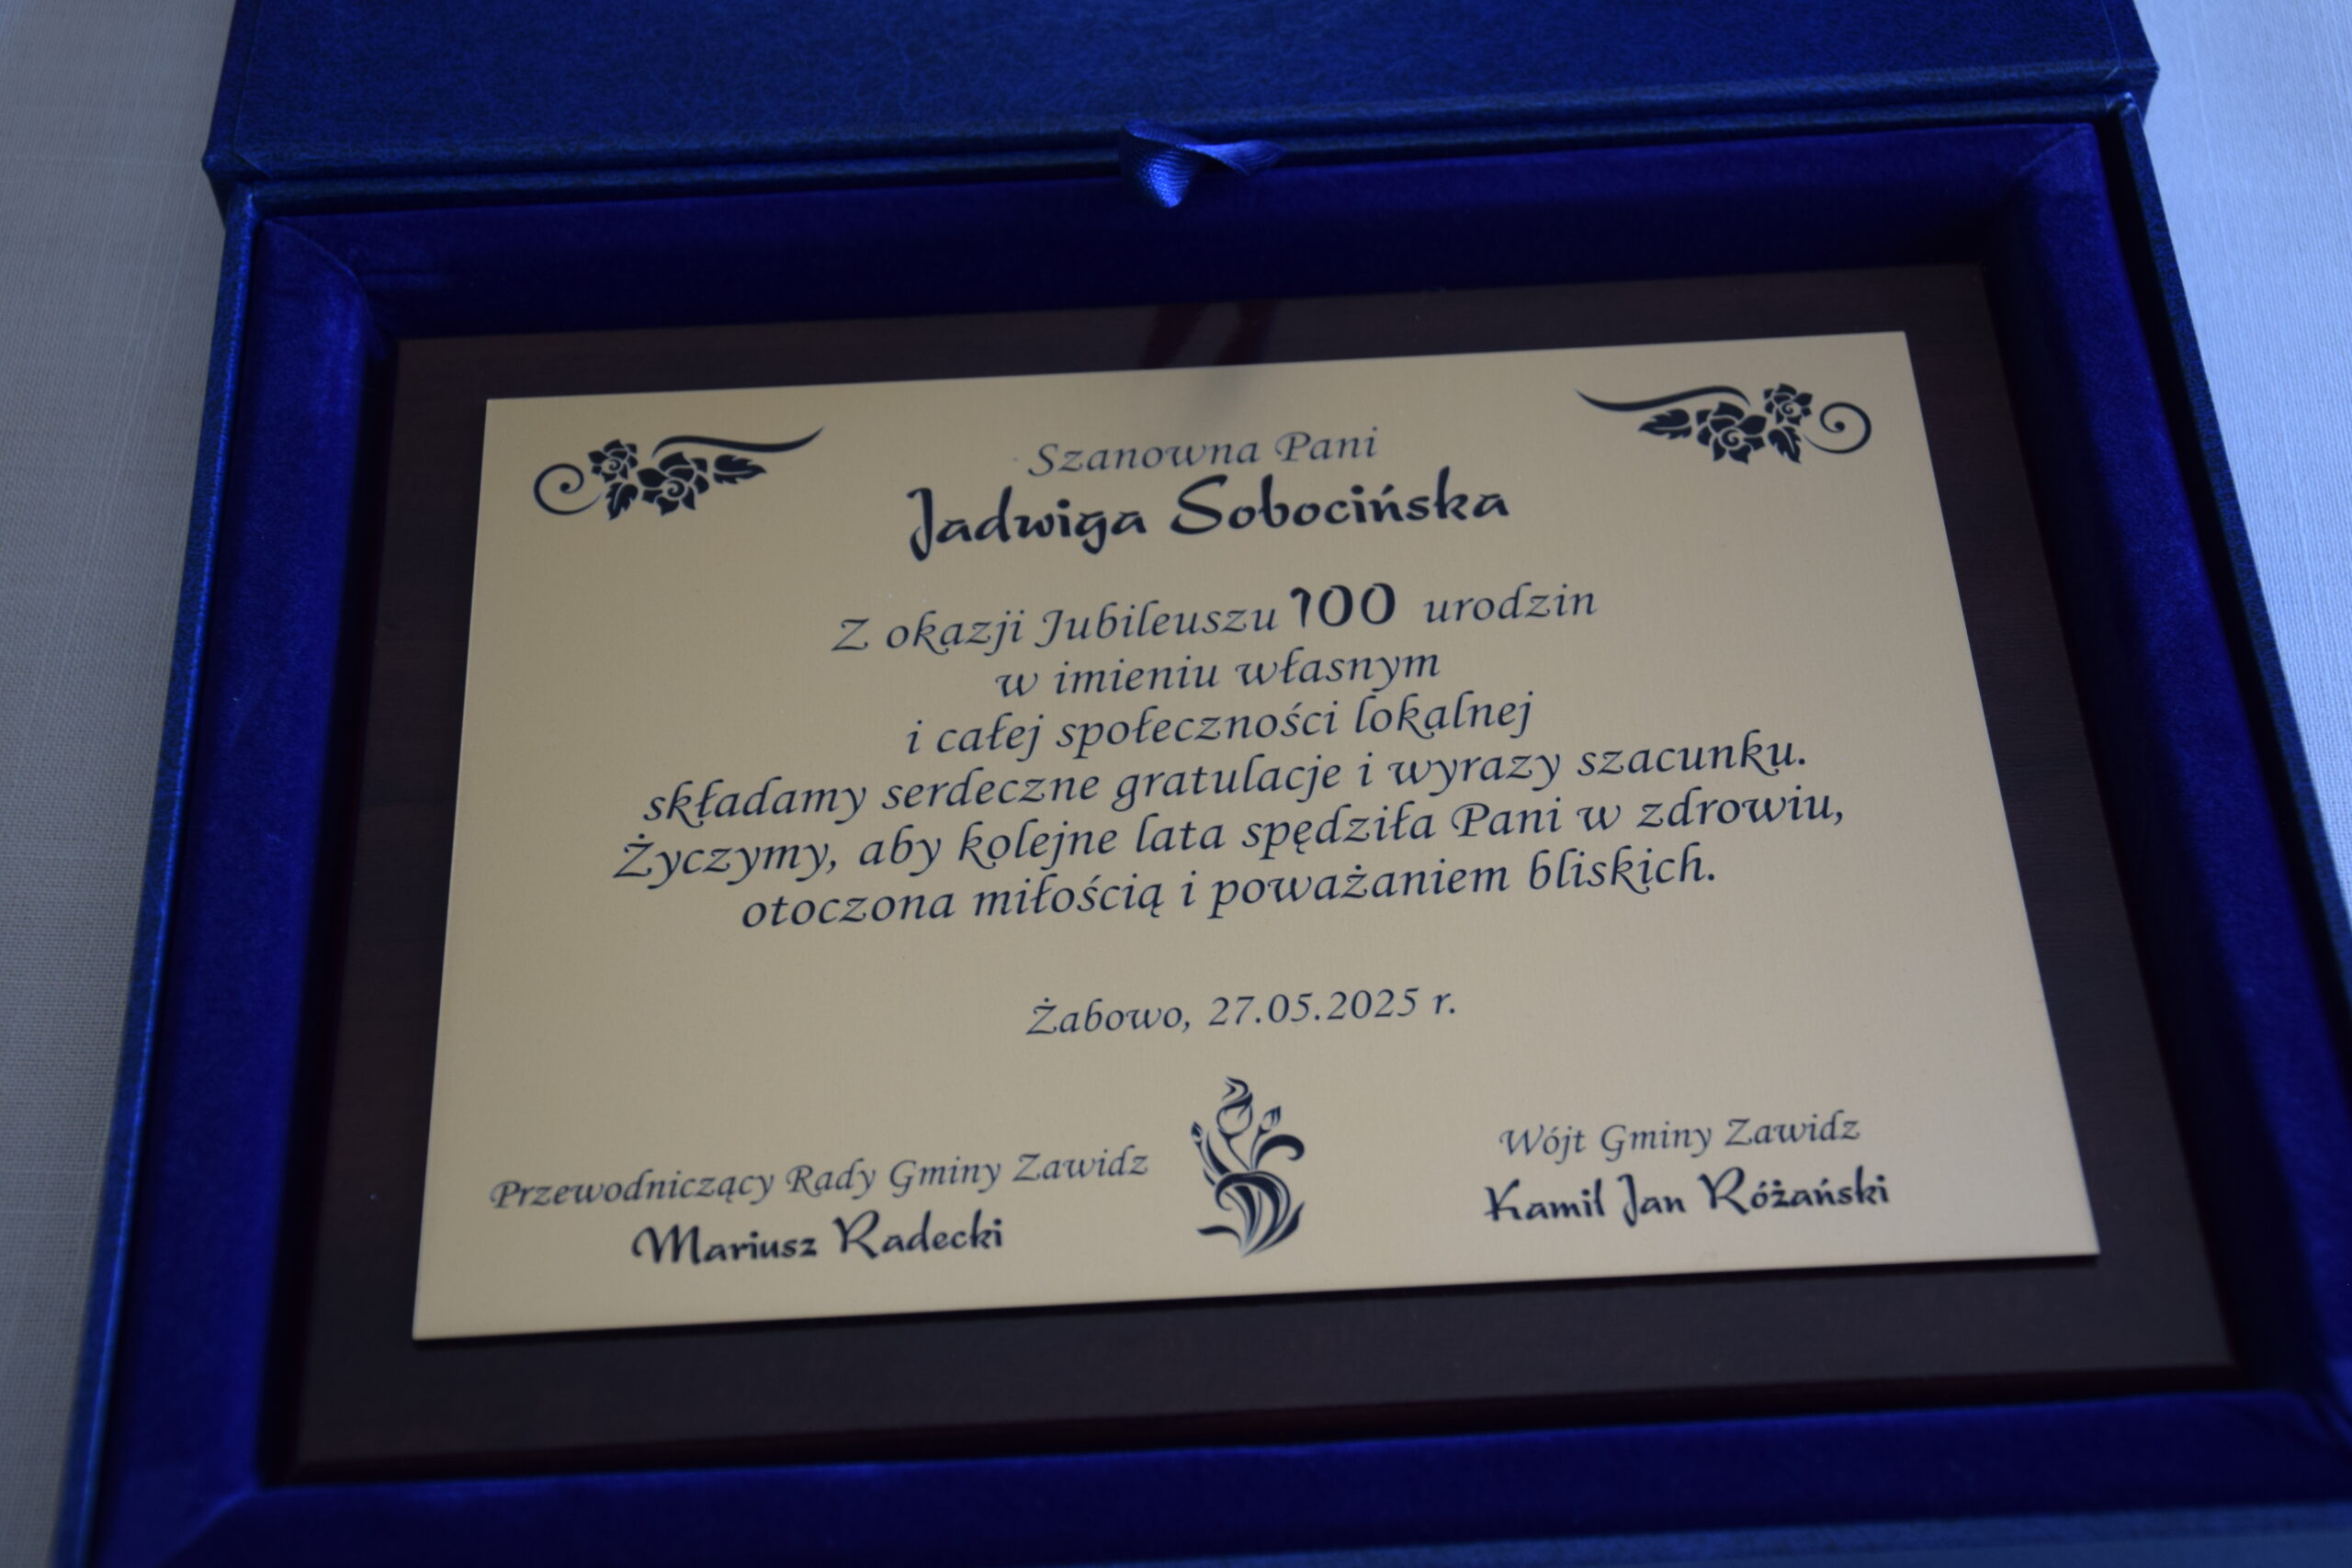 Szanowna Pani
Jadwiga Sobocińska
Z okazji Jubileuszu 100 urodzin
w imieniu własnym
i całej społeczności lokalnej
składamy serdeczne gratulacje i wyrazy szacunku.
Życzymy, aby kolejne lata spędziła Pani w zdrowiu,
otoczona miłością i poważaniem bliskich.
Żabowo, 27.05.2025 r.
Przewodniczący Rady Gminy Zawidz
Mariusz Radecki
Wójt Gminy Zawidz
Kamil Jan Różański